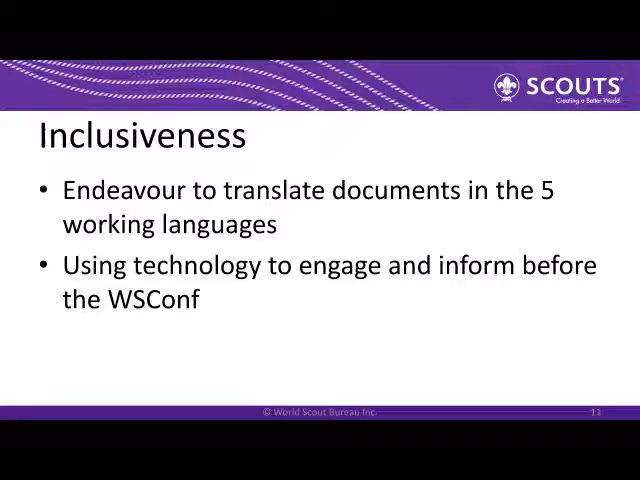 SCOUTS®
Creating a Better World
Inclusiveness
• Endeavour to translate documents in the 5
working languages
• Using technology to engage and inform before
the WSConf
© World Scout Bureau Inc.